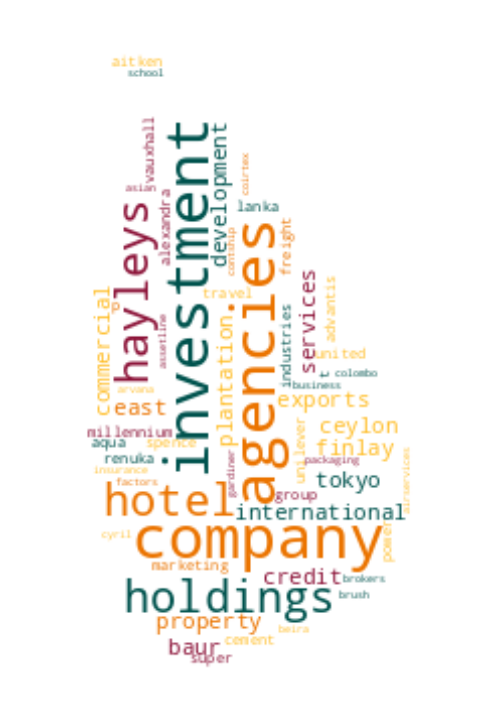 aitken
school
vauxhall
investment
development
coirtex
asian
hayleys
alexandra
lanka
agencies
contship
freight
services
commercial
travel
advantis
p
assetline
plantation
industries
united
t
colombo
business
arvana
east
exports
millennium
aqua
spence
unilever
ceylon
finlay
renuka
gardiner
packaging
insurance
factors
tokyo
airservices
hotel
group
international
power
cyril
company
marketing
credit
brokers
holdings
brush
property
beira
cement
baur
super